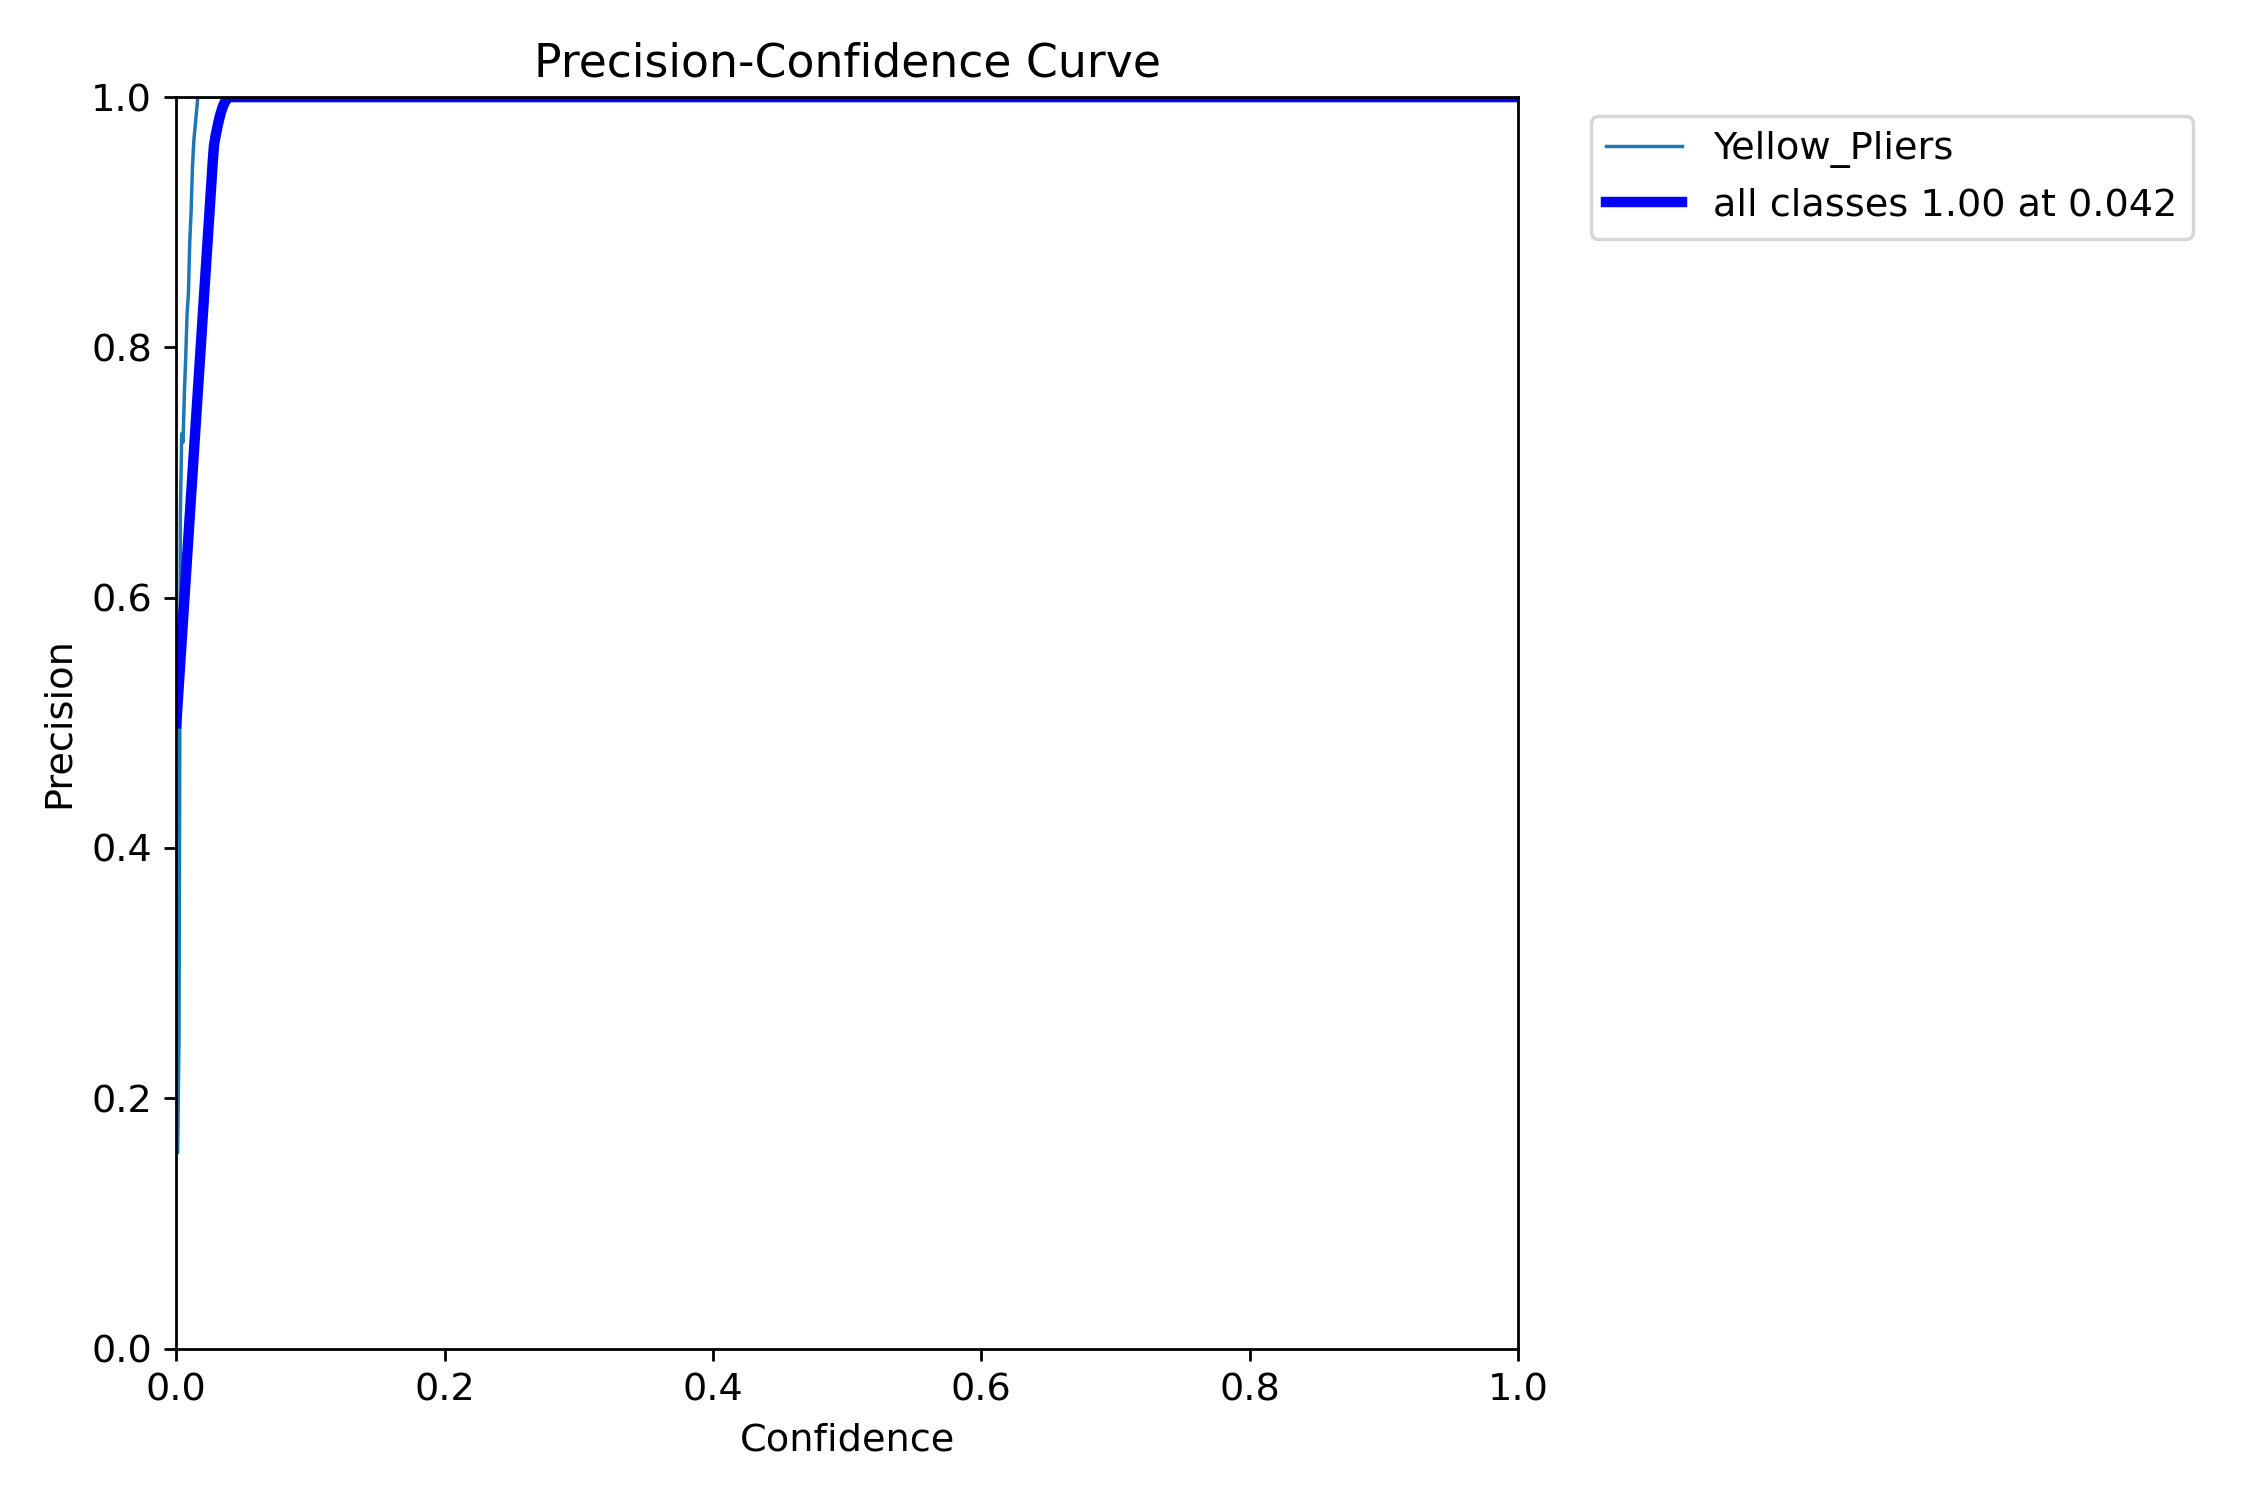 Precision-Confidence Curve
1.0
0.8
0.6
0.4
0.2
0.0
Precision
0.0 0.2 0.4 0.6 0.8 1.0
Confidence
Yellow_Pliers
all classes 1.00 at 0.042